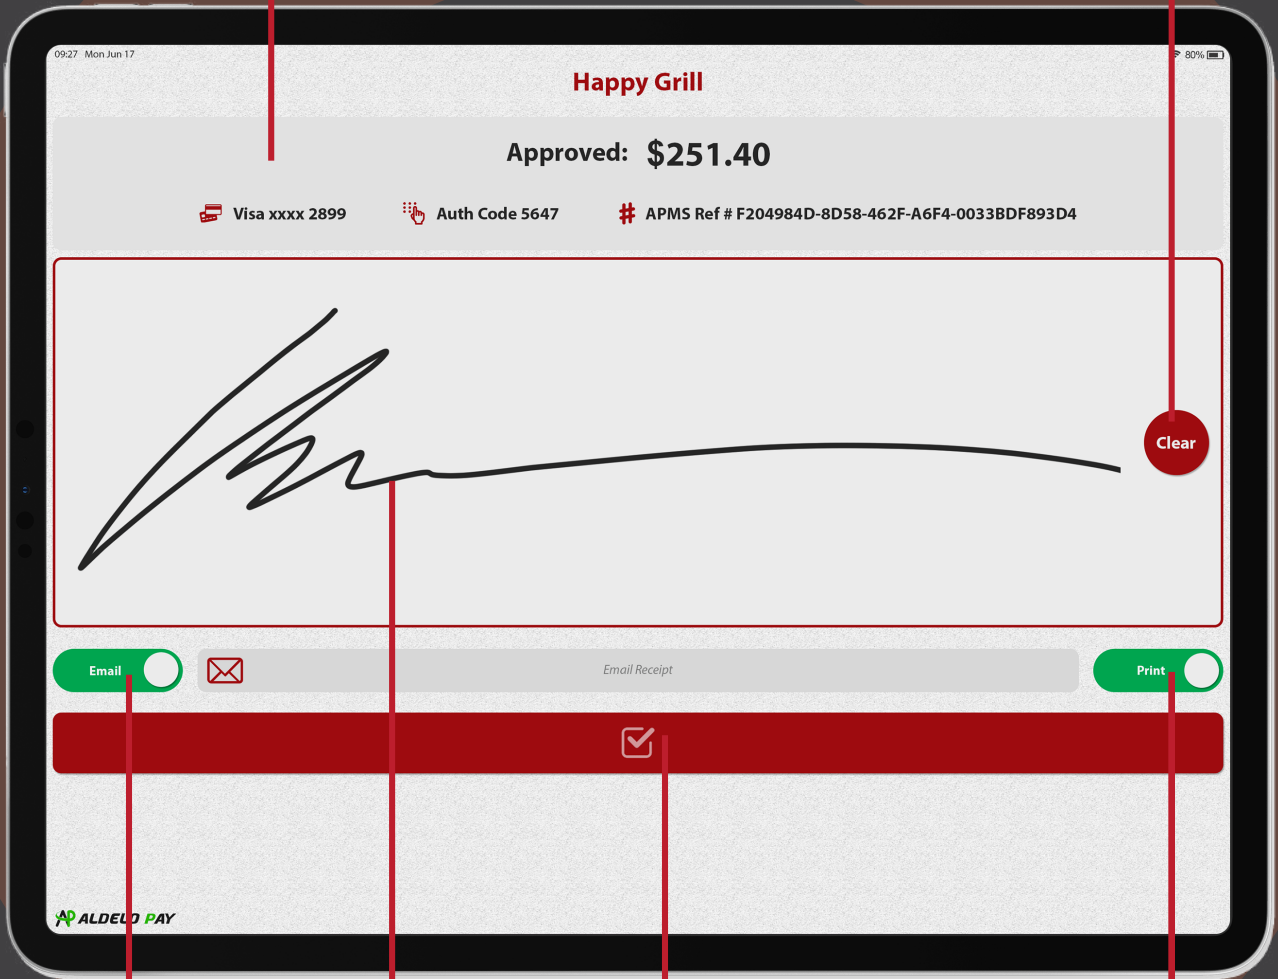 09:27 Mon Jun 17 80%
Happy Grill
Approved: $251.40
Visa xxxx 2899 Auth Code 5647 # APMS Ref # F204984D-8D58-462F-A6F4-0033BDF893D4
Clear
Email Email Receipt Print
ALDELO PAY